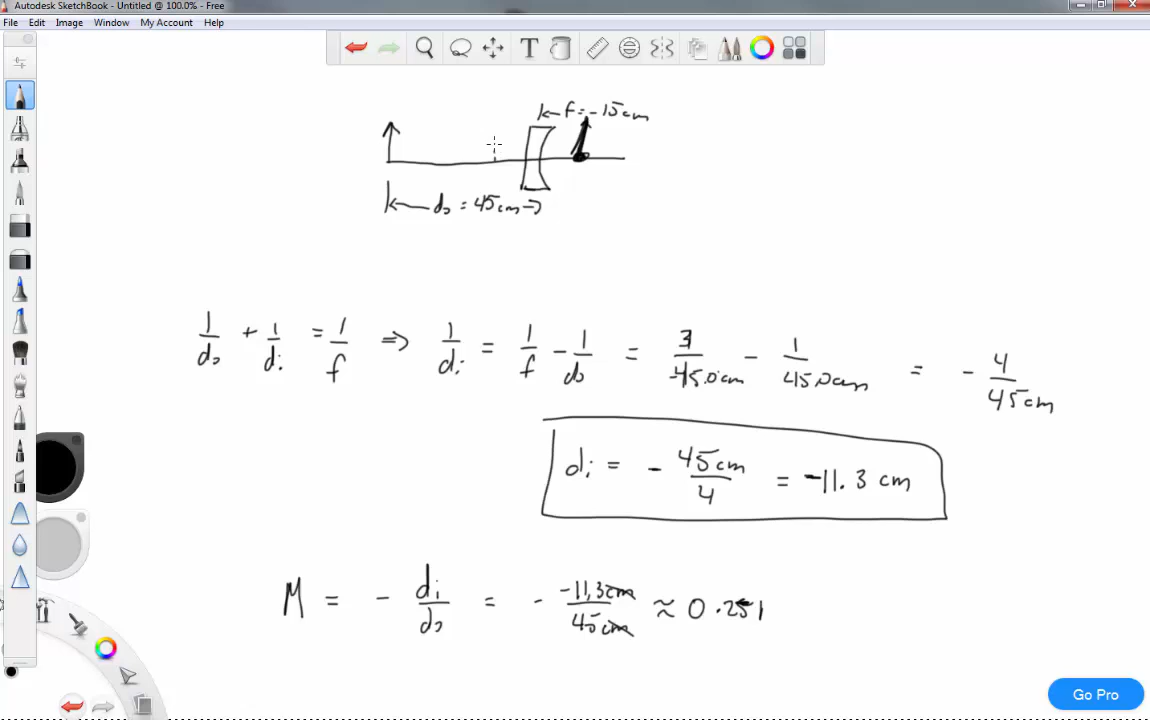 Autodesk SketchBook - Untitled @ 100.0% - Free
File Edit Image Window My Account Help
f = -15cm
do = 45cm
1/do + 1/di = 1/f => 1/di = 1/f - 1/do = 3/-45.0cm - 1/45.0cm = - 4/45cm
di = - 45cm/4 = -11.3 cm
M = - di/do = - -11,3cm/45cm ≈ 0.251
Go Pro